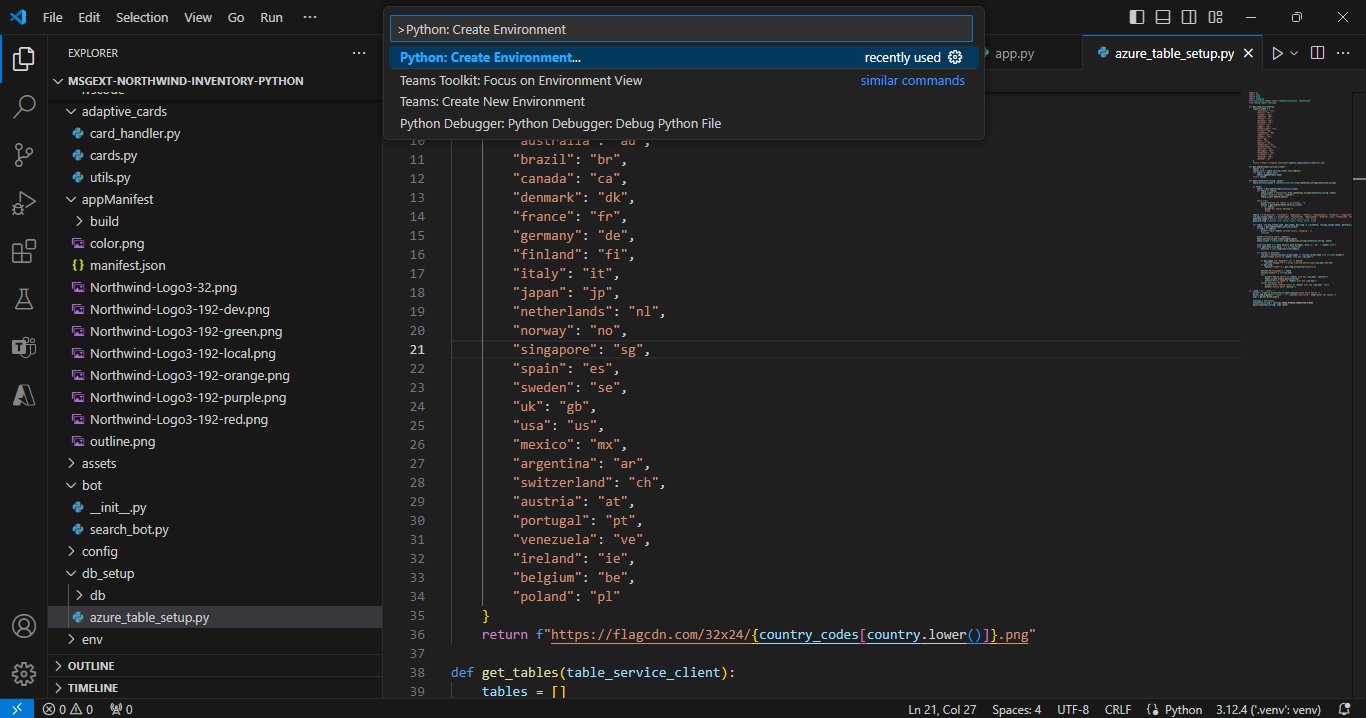 File Edit Selection View Go Run ···
>Python: Create Environment
Python: Create Environment... recently used
Teams Toolkit: Focus on Environment View similar commands
Teams: Create New Environment
Python Debugger: Python Debugger: Debug Python File
app.py
azure_table_setup.py
EXPLORER
MSGEXT-NORTHWIND-INVENTORY-PYTHON
.vscode
adaptive_cards
card_handler.py
cards.py
utils.py
appManifest
build
color.png
{} manifest.json
Northwind-Logo3-32.png
Northwind-Logo3-192-dev.png
Northwind-Logo3-192-green.png
Northwind-Logo3-192-local.png
Northwind-Logo3-192-orange.png
Northwind-Logo3-192-purple.png
Northwind-Logo3-192-red.png
outline.png
assets
bot
__init__.py
search_bot.py
config
db_setup
db
azure_table_setup.py
env
OUTLINE
TIMELINE
10 "australia": "au",
11 "brazil": "br",
12 "canada": "ca",
13 "denmark": "dk",
14 "france": "fr",
15 "germany": "de",
16 "finland": "fi",
17 "italy": "it",
18 "japan": "jp",
19 "netherlands": "nl",
20 "norway": "no",
21 "singapore": "sg",
22 "spain": "es",
23 "sweden": "se",
24 "uk": "gb",
25 "usa": "us",
26 "mexico": "mx",
27 "argentina": "ar",
28 "switzerland": "ch",
29 "austria": "at",
30 "portugal": "pt",
31 "venezuela": "ve",
32 "ireland": "ie",
33 "belgium": "be",
34 "poland": "pl"
35 }
36 return f"https://flagcdn.com/32x24/{country_codes[country.lower()]}.png"
37
38 def get_tables(table_service_client):
39 tables = []
0 0 0 Ln 21, Col 27 Spaces: 4 UTF-8 CRLF {} Python 3.12.4 ('.venv': venv)